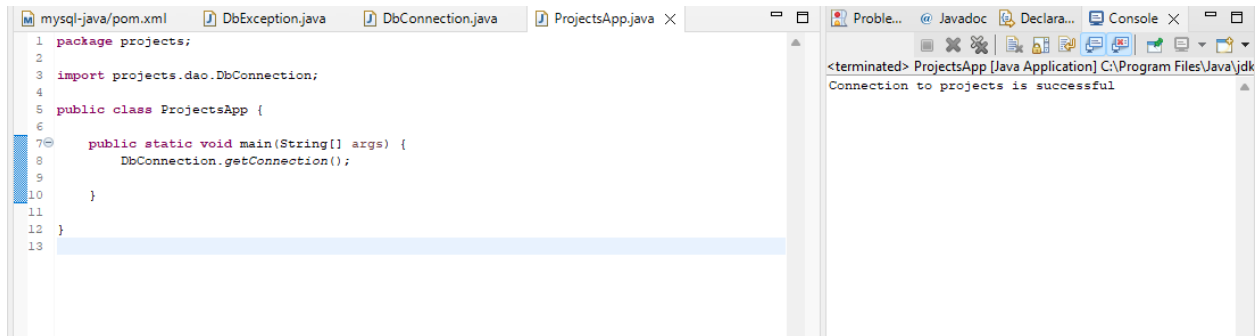 mysql-java/pom.xml DbException.java DbConnection.java ProjectsApp.java
1 package projects;
2
3 import projects.dao.DbConnection;
4
5 public class ProjectsApp {
6
7 public static void main(String[] args) {
8 DbConnection.getConnection();
9
10 }
11
12 }
13
Proble... @ Javadoc Declara... Console
<terminated> ProjectsApp [Java Application] C:\Program Files\Java\jdk
Connection to projects is successful